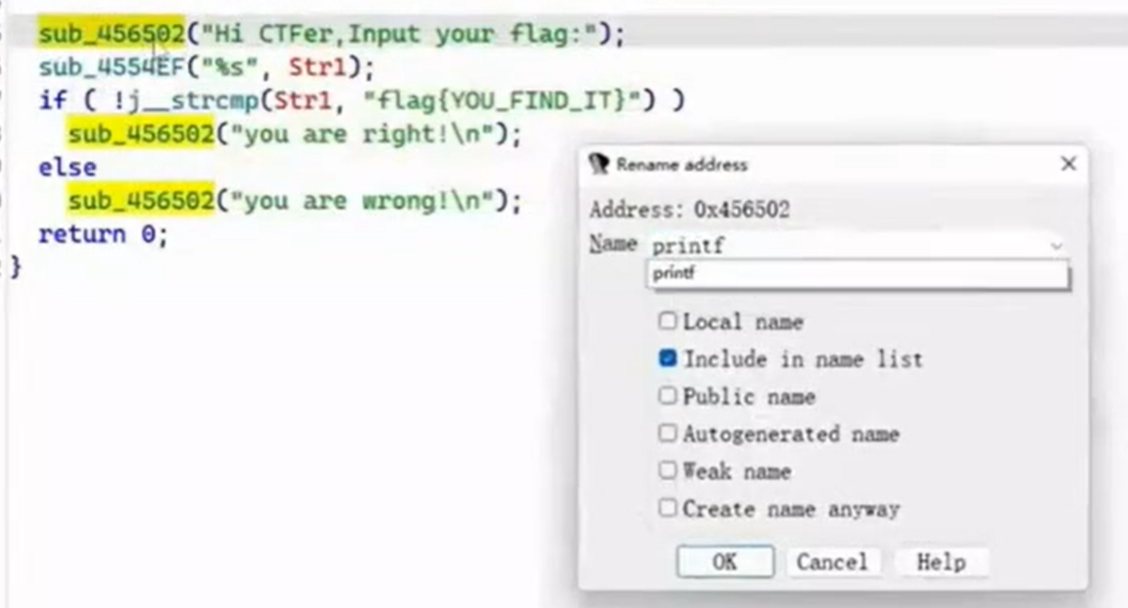 sub_456502("Hi CTFer,Input your flag:");
sub_4554EF("%s", Str1);
if ( !j__strcmp(Str1, "flag{YOU_FIND_IT}") )
sub_456502("you are right!\n");
else
sub_456502("you are wrong!\n");
return 0;
}
Rename address
Address: 0x456502
Name printf
printf
Local name
Include in name list
Public name
Autogenerated name
Weak name
Create name anyway
OK Cancel Help